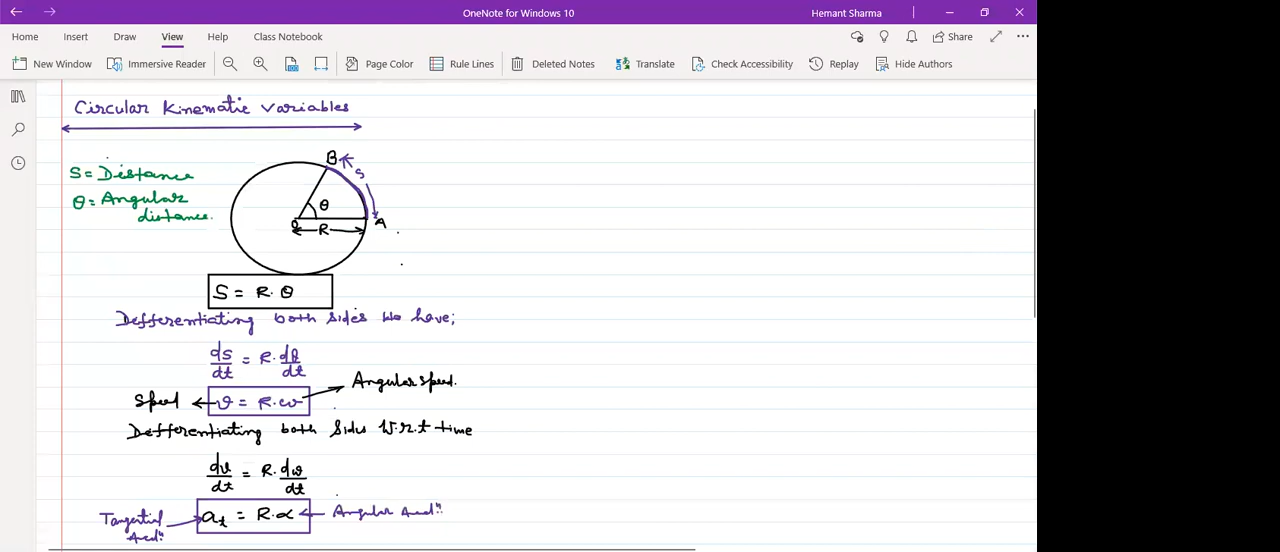 OneNote for Windows 10
Hemant Sharma
Home Insert Draw View Help Class Notebook
Share
New Window Immersive Reader Page Color Rule Lines Deleted Notes Translate Check Accessibility Replay Hide Authors
Circular Kinematic Variables
S = Distance
θ = Angular
distance.
B
S
θ
O
R
A
S = R·θ
Defferentiating both sides We have;
ds/dt = R·dθ/dt
Angular speed.
Speed v = R·ω
Defferentiating both sides W.r.t time
dv/dt = R·dω/dt
Tangential
Accⁿ
aₜ = R·α
Angular Accⁿ